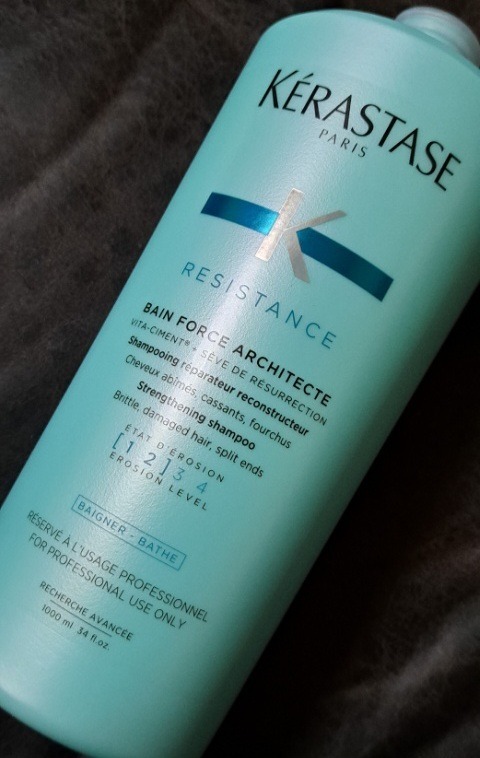 KÉRASTASE
PARIS
K
RESISTANCE
BAIN FORCE ARCHITECTE
VITA-CIMENT® - SÈVE DE RÉSURRECTION
Shampooing réparateur reconstructeur
Cheveux abîmés, cassants, fourchus
Strengthening shampoo
Brittle, damaged hair, split ends
ÉTAT D'ÉROSION
[1 2] 3 4
EROSION LEVEL
BAIGNER - BATHE
RÉSERVÉ À L'USAGE PROFESSIONNEL
FOR PROFESSIONAL USE ONLY
RECHERCHE AVANCÉE
1000 ml 34 fl.oz.